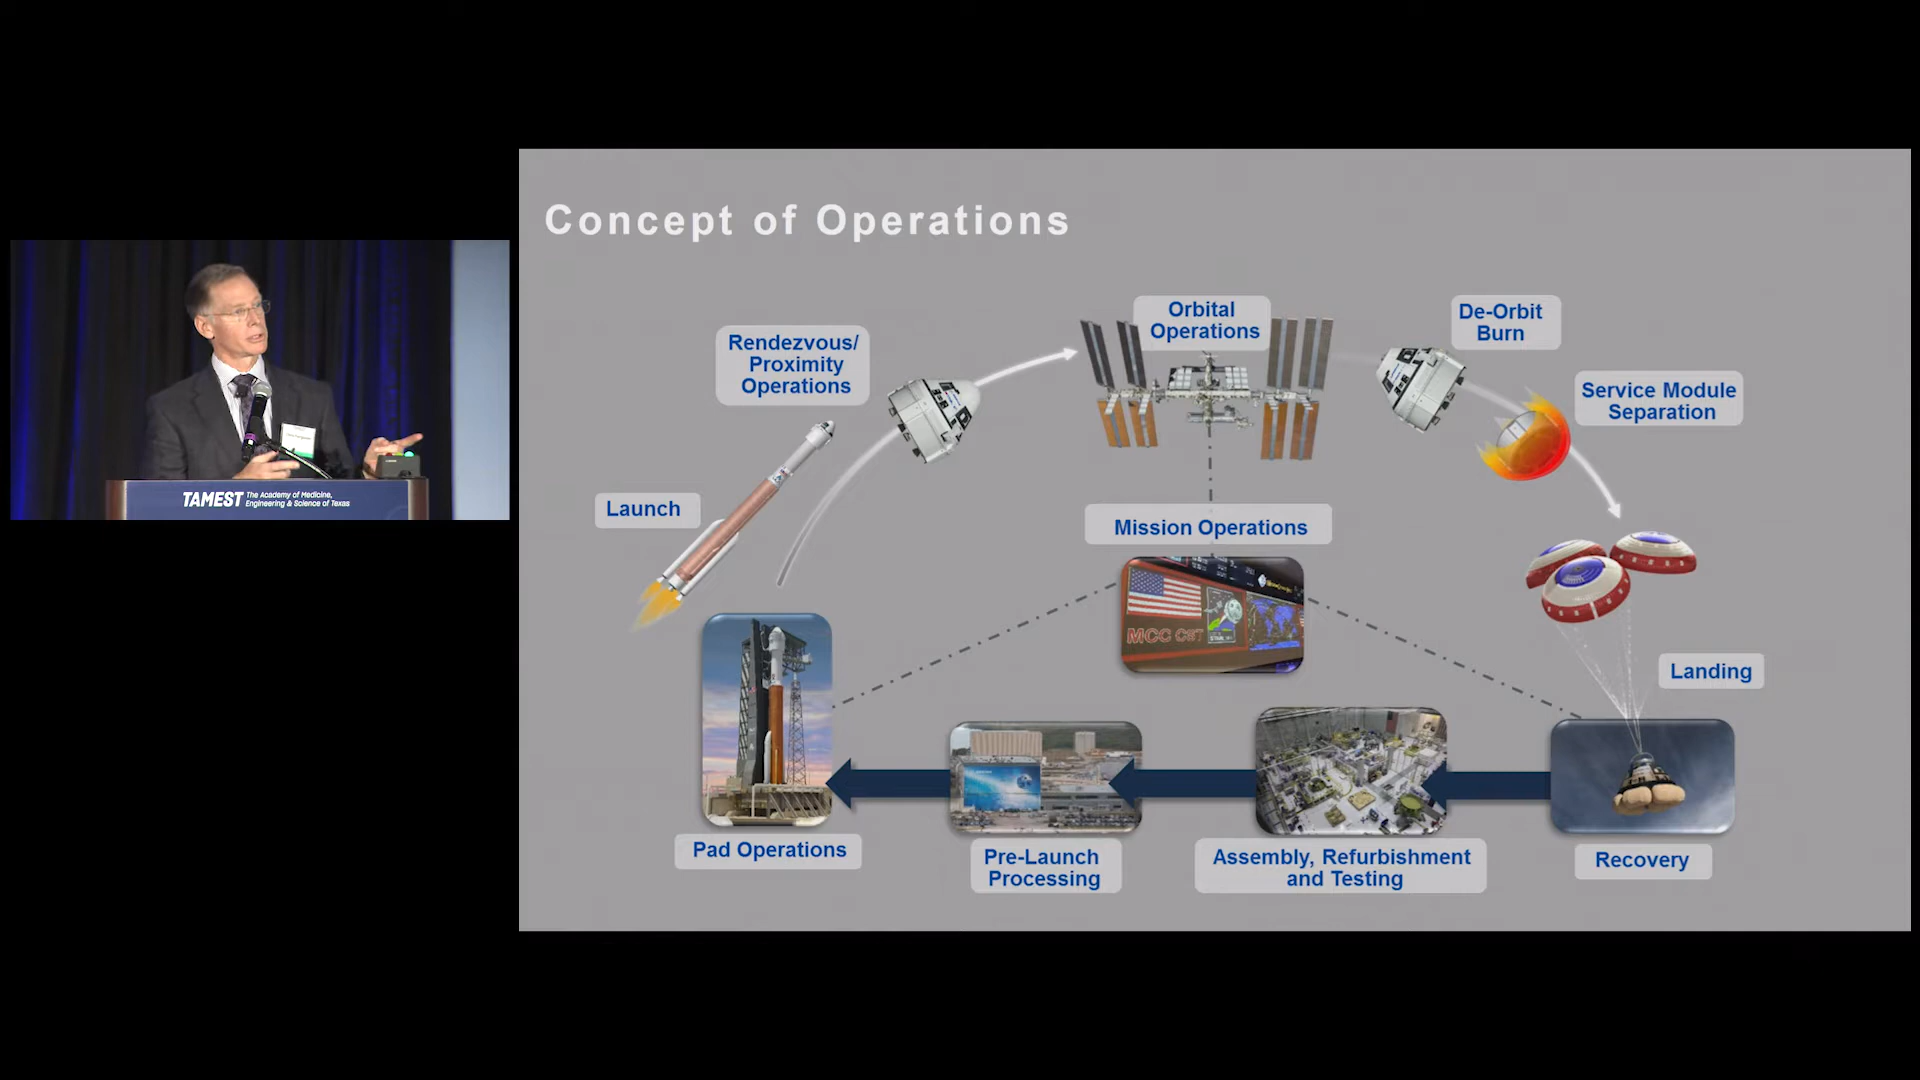 Concept of Operations
Orbital
Operations
De-Orbit
Burn
Rendezvous/
Proximity
Operations
Service Module
Separation
Launch
Mission Operations
MCC CST
TAMEST The Academy of Medicine,
Engineering & Science of Texas
Landing
Pad Operations
Pre-Launch
Processing
Assembly, Refurbishment
and Testing
Recovery